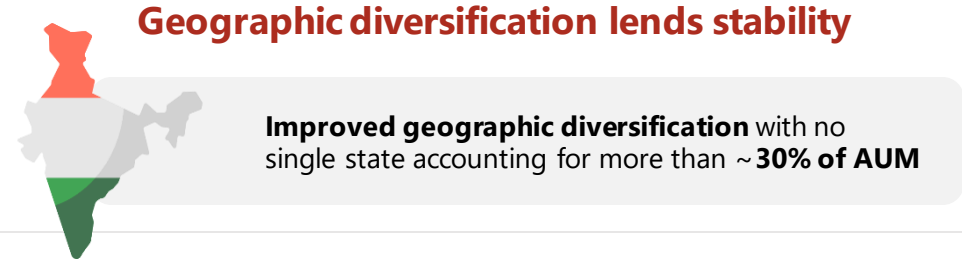 Geographic diversification lends stability
Improved geographic diversification with no
single state accounting for more than ~30% of AUM